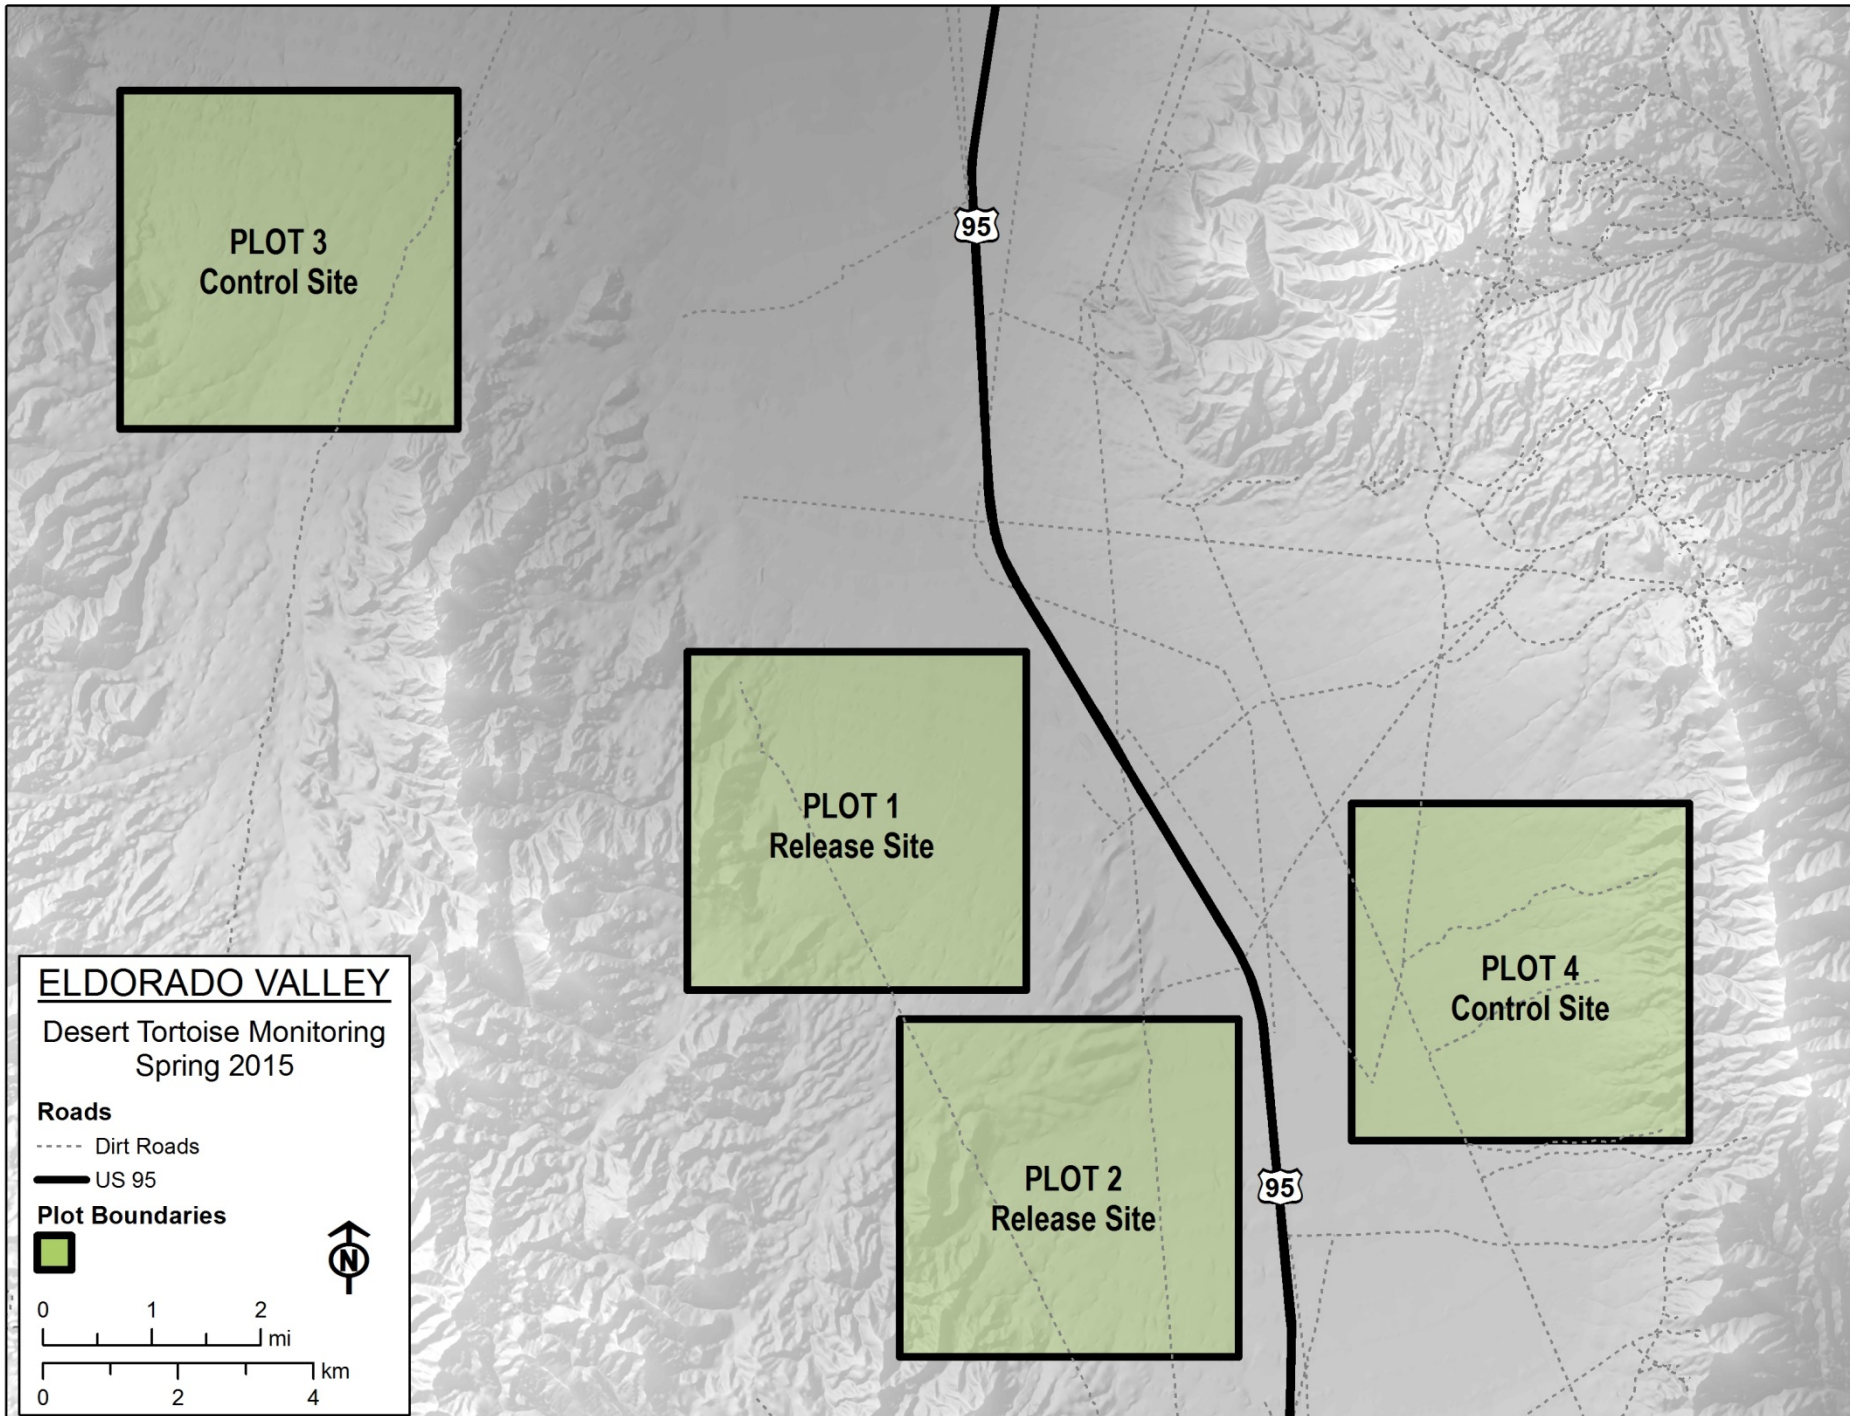 95
PLOT 3
Control Site
PLOT 1
Release Site
PLOT 4
Control Site
PLOT 2
Release Site
95
ELDORADO VALLEY
Desert Tortoise Monitoring
Spring 2015
Roads
Dirt Roads
US 95
Plot Boundaries
N
0 1 2
mi
km
0 2 4